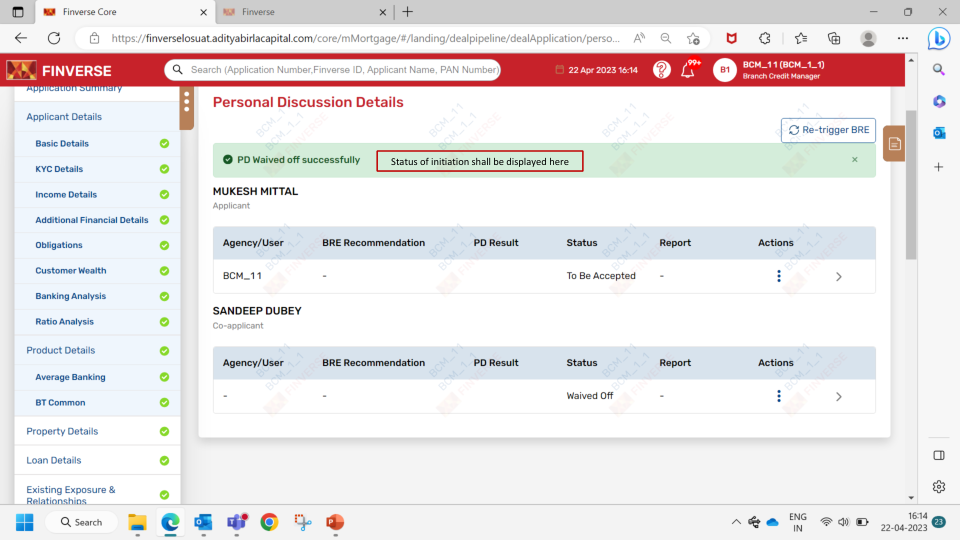 Finverse Core
Finverse
https://finverselosuat.adityabirlacapital.com/core/mMortgage/#/landing/dealpipeline/dealApplication/perso...
FINVERSE
Search (Application Number,Finverse ID, Applicant Name, PAN Number)
22 Apr 2023 16:14
99+
B1
BCM_11 (BCM_1_1)
Branch Credit Manager
Application Summary
Applicant Details
Basic Details
KYC Details
Income Details
Additional Financial Details
Obligations
Customer Wealth
Banking Analysis
Ratio Analysis
Product Details
Average Banking
BT Common
Property Details
Loan Details
Existing Exposure &
Relationships
Personal Discussion Details
Re-trigger BRE
PD Waived off successfully
Status of initiation shall be displayed here
MUKESH MITTAL
Applicant
Agency/User BRE Recommendation PD Result Status Report Actions
BCM_11 - To Be Accepted -
SANDEEP DUBEY
Co-applicant
Agency/User BRE Recommendation PD Result Status Report Actions
- - Waived Off -
Search
ENG
IN
16:14
22-04-2023
23